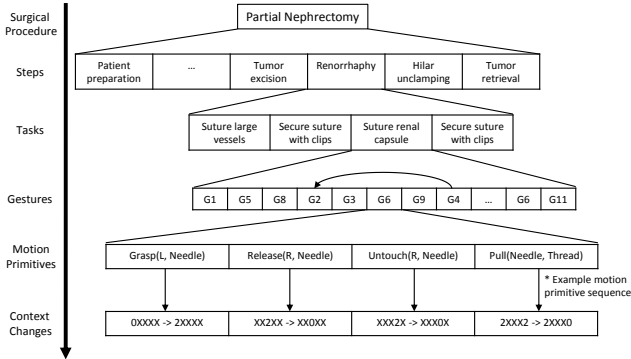 Surgical
Procedure
Partial Nephrectomy
Steps
Patient
preparation
...
Tumor
excision
Renorrhaphy
Hilar
unclamping
Tumor
retrieval
Tasks
Suture large
vessels
Secure suture
with clips
Suture renal
capsule
Secure suture
with clips
Gestures
G1 G5 G8 G2 G3 G6 G9 G4 ... G6 G11
Motion
Primitives
Grasp(L, Needle) Release(R, Needle) Untouch(R, Needle) Pull(Needle, Thread)
* Example motion
primitive sequence
Context
Changes
0XXXX -> 2XXXX XX2XX -> XX0XX XXX2X -> XXX0X 2XXX2 -> 2XXX0